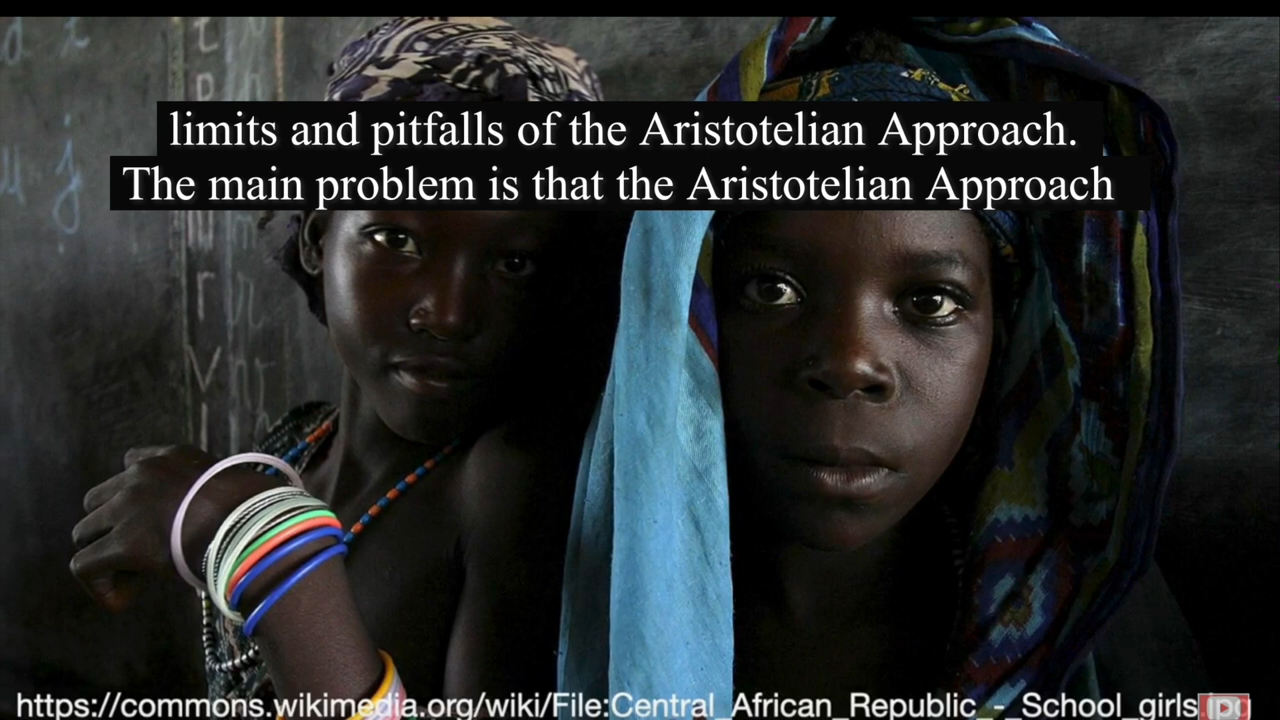 limits and pitfalls of the Aristotelian Approach.
The main problem is that the Aristotelian Approach
https://commons.wikimedia.org/wiki/File:Central_African_Republic_-_School_girls.jpg